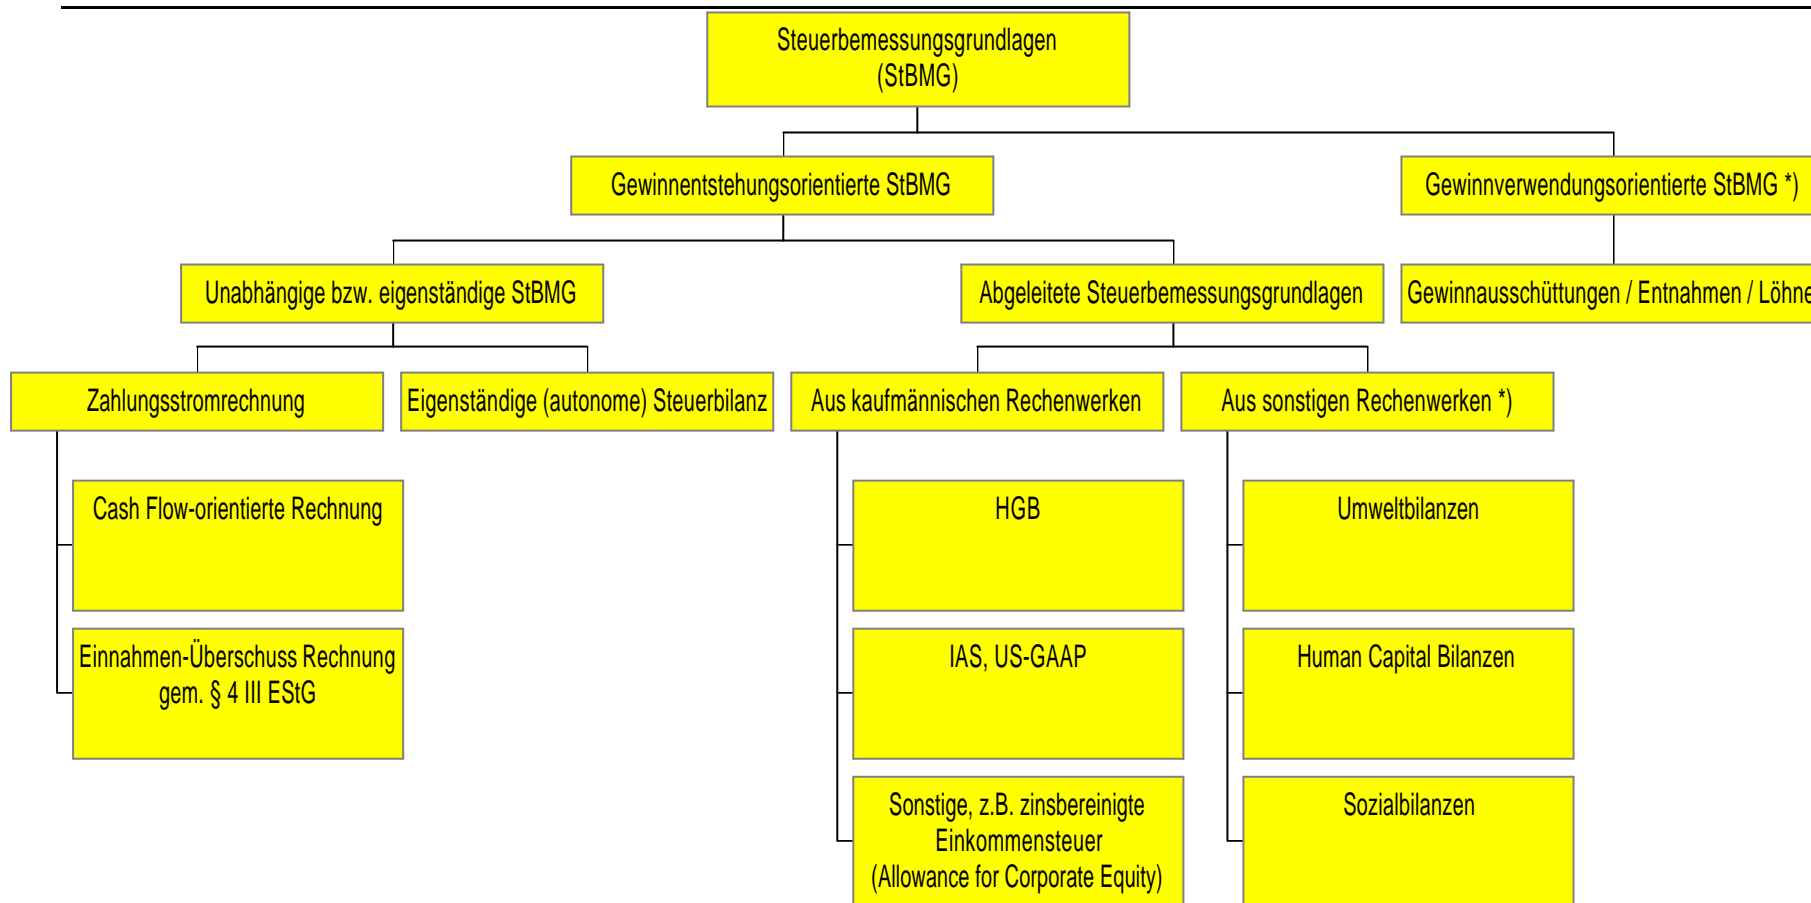 Steuerbemessungsgrundlagen
(StBMG)
Gewinnentstehungsorientierte StBMG
Gewinnverwendungsorientierte StBMG *)
Unabhängige bzw. eigenständige StBMG
Abgeleitete Steuerbemessungsgrundlagen
Gewinnausschüttungen / Entnahmen / Löhne
Zahlungsstromrechnung
Eigenständige (autonome) Steuerbilanz
Aus kaufmännischen Rechenwerken
Aus sonstigen Rechenwerken *)
Cash Flow-orientierte Rechnung
HGB
Umweltbilanzen
Einnahmen-Überschuss Rechnung
gem. § 4 III EStG
IAS, US-GAAP
Human Capital Bilanzen
Sonstige, z.B. zinsbereinigte
Einkommensteuer
(Allowance for Corporate Equity)
Sozialbilanzen